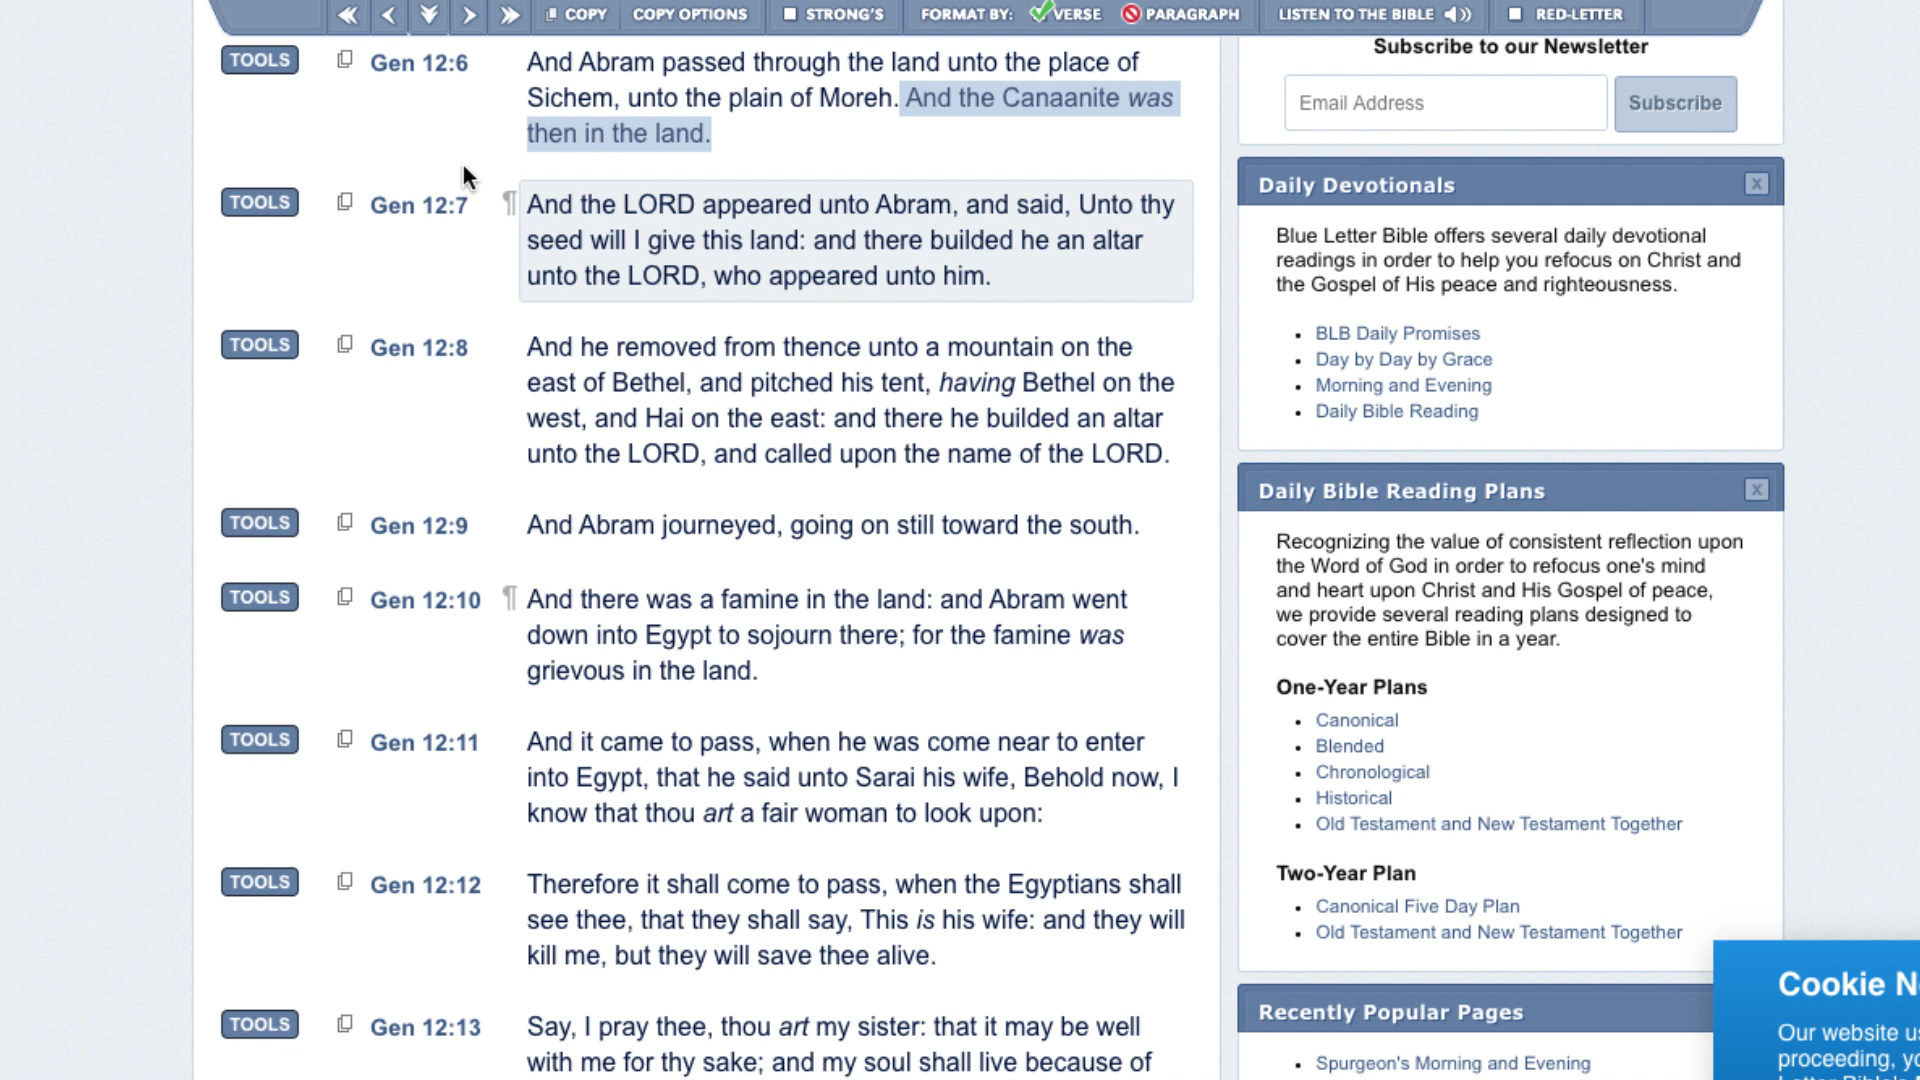 COPY COPY OPTIONS STRONG'S FORMAT BY: VERSE PARAGRAPH LISTEN TO THE BIBLE RED-LETTER
TOOLS Gen 12:6 And Abram passed through the land unto the place of
Sichem, unto the plain of Moreh. And the Canaanite was
then in the land.
TOOLS Gen 12:7 ¶ And the LORD appeared unto Abram, and said, Unto thy
seed will I give this land: and there builded he an altar
unto the LORD, who appeared unto him.
TOOLS Gen 12:8 And he removed from thence unto a mountain on the
east of Bethel, and pitched his tent, having Bethel on the
west, and Hai on the east: and there he builded an altar
unto the LORD, and called upon the name of the LORD.
TOOLS Gen 12:9 And Abram journeyed, going on still toward the south.
TOOLS Gen 12:10 ¶ And there was a famine in the land: and Abram went
down into Egypt to sojourn there; for the famine was
grievous in the land.
TOOLS Gen 12:11 And it came to pass, when he was come near to enter
into Egypt, that he said unto Sarai his wife, Behold now, I
know that thou art a fair woman to look upon:
TOOLS Gen 12:12 Therefore it shall come to pass, when the Egyptians shall
see thee, that they shall say, This is his wife: and they will
kill me, but they will save thee alive.
TOOLS Gen 12:13 Say, I pray thee, thou art my sister: that it may be well
with me for thy sake; and my soul shall live because of
Subscribe to our Newsletter
Email Address Subscribe
Daily Devotionals X
Blue Letter Bible offers several daily devotional
readings in order to help you refocus on Christ and
the Gospel of His peace and righteousness.
• BLB Daily Promises
• Day by Day by Grace
• Morning and Evening
• Daily Bible Reading
Daily Bible Reading Plans X
Recognizing the value of consistent reflection upon
the Word of God in order to refocus one's mind
and heart upon Christ and His Gospel of peace,
we provide several reading plans designed to
cover the entire Bible in a year.
One-Year Plans
• Canonical
• Blended
• Chronological
• Historical
• Old Testament and New Testament Together
Two-Year Plan
• Canonical Five Day Plan
• Old Testament and New Testament Together
Recently Popular Pages
• Spurgeon's Morning and Evening
Cookie N
Our website us
proceeding, yo